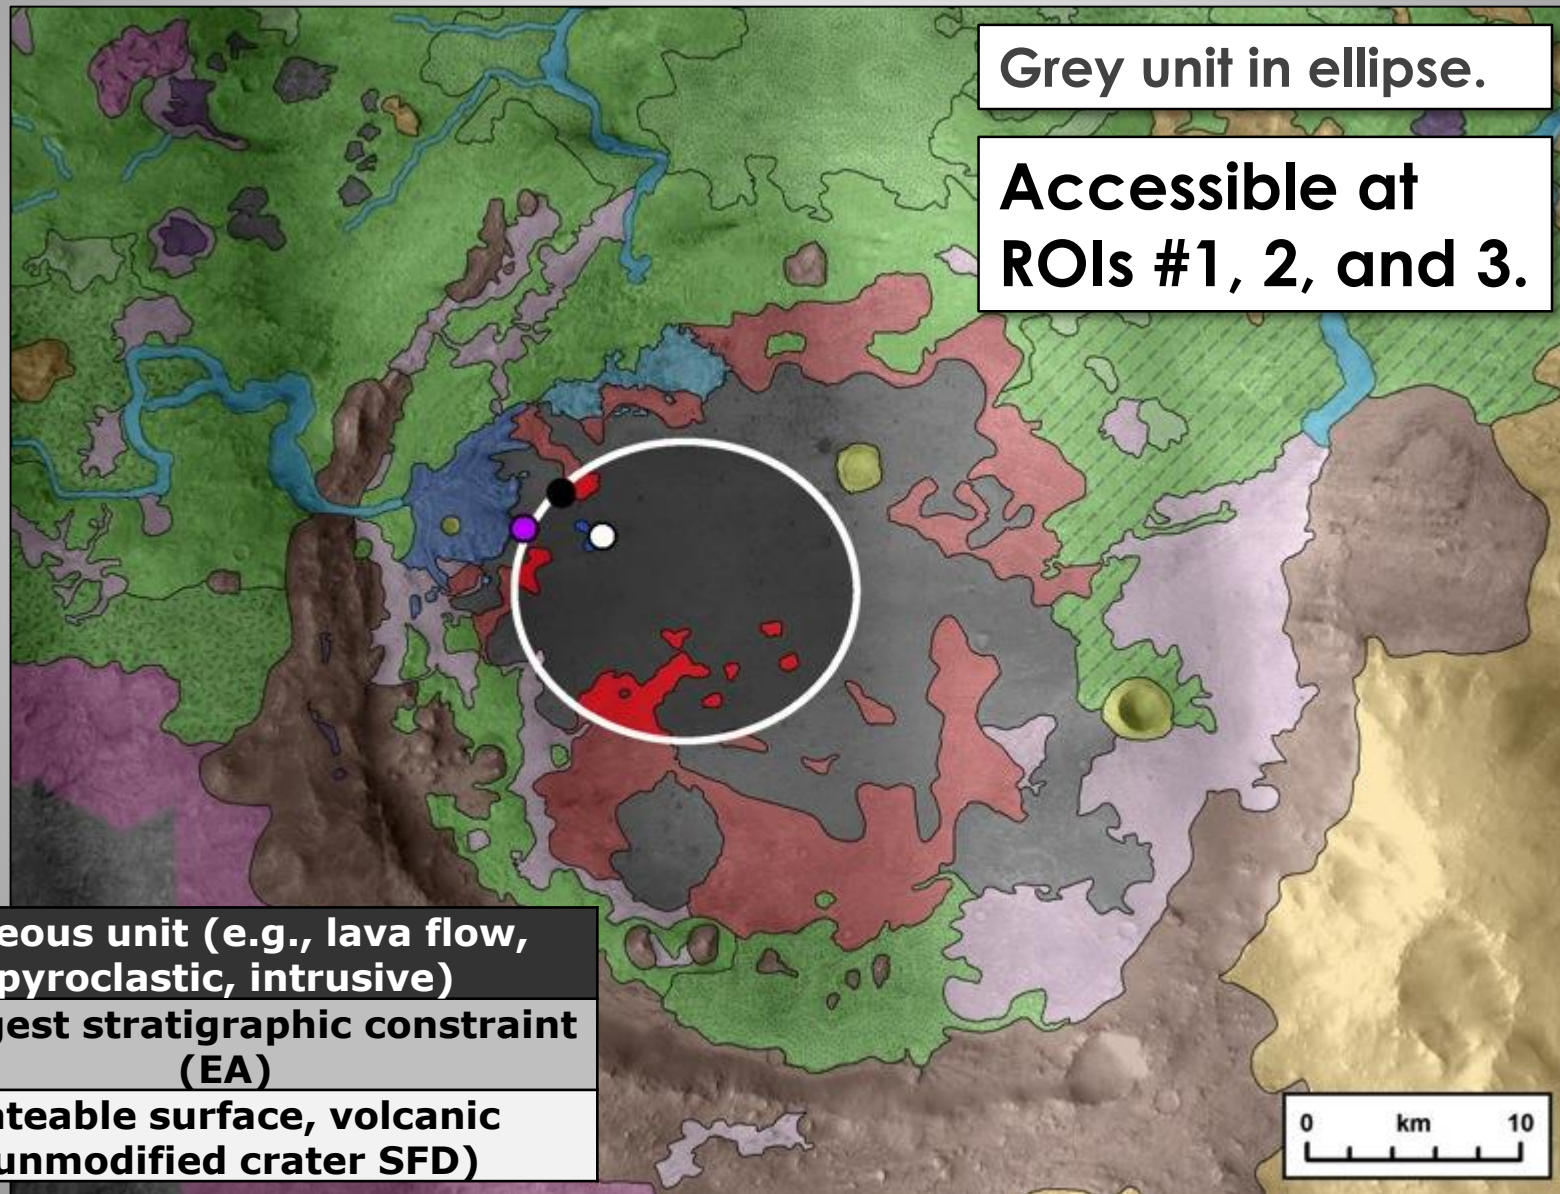 Grey unit in ellipse.
Accessible at
ROIs #1, 2, and 3.
eous unit (e.g., lava flow,
pyroclastic, intrusive)
gest stratigraphic constraint
(EA)
teable surface, volcanic
unmodified crater SFD)
0 km 10